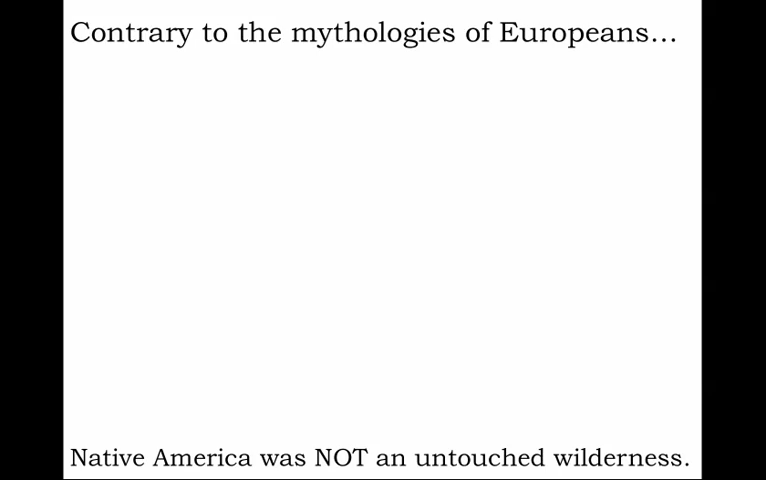 Contrary to the mythologies of Europeans…
Native America was NOT an untouched wilderness.